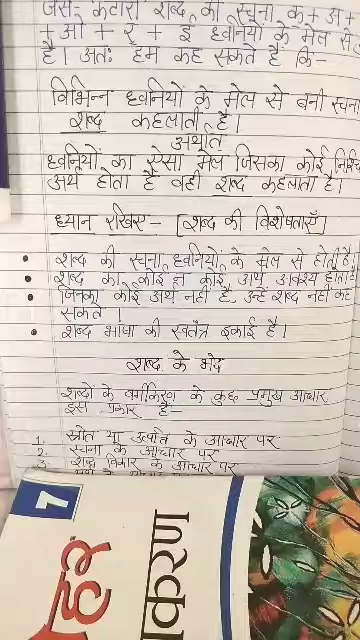 जैसे- कटोरी शब्द की रचना क + अ +
+ ओ + र् + ई ध्वनियों के मेल से
है। अतः हम कह सकते हैं कि-
विभिन्न ध्वनियों के मेल से बनी रचना
शब्द कहलाती है।
अर्थात
ध्वनियों का ऐसा मेल जिसका कोई निश्चि
अर्थ होता है वही शब्द कहलाता है।
ध्यान रखिए- [शब्द की विशेषताएँ]
• शब्द की रचना ध्वनियों के मेल से होती है।
• शब्द का कोई न कोई अर्थ अवश्य होता है
• जिनका कोई अर्थ नहीं है, उन्हें शब्द नहीं कह
सकते।
• शब्द भाषा की स्वतंत्र इकाई है।
शब्द के भेद
शब्दों के वर्गीकरण के कुछ प्रमुख आधार
इस प्रकार हैं-
1. स्रोत या उत्पत्ति के आधार पर
2. रचना के आधार पर
3. शब्द विकार के आधार पर
7
करण